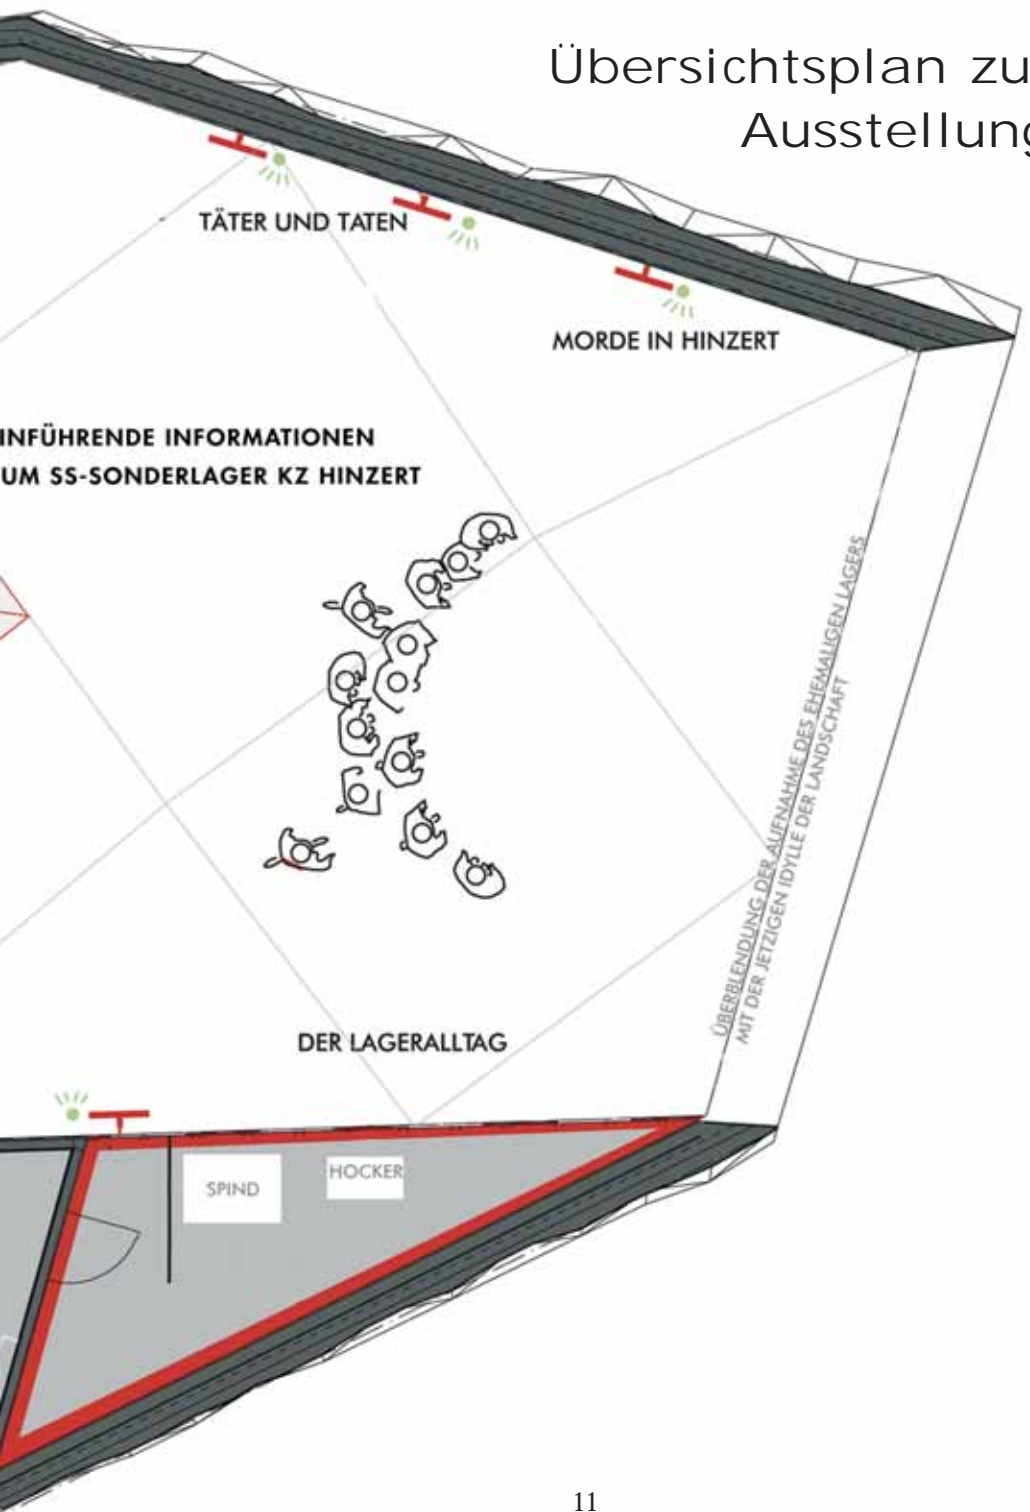 Übersichtsplan zu
Ausstellung
TÄTER UND TATEN
MORDE IN HINZERT
INFÜHRENDE INFORMATIONEN
UM SS-SONDERLAGER KZ HINZERT
ÜBERBLENDUNG DER AUFNAHME DES EHEMALIGEN LAGERS
MIT DER JETZIGEN IDYLLE DER LANDSCHAFT
DER LAGERALLTAG
SPIND
HOCKER
11